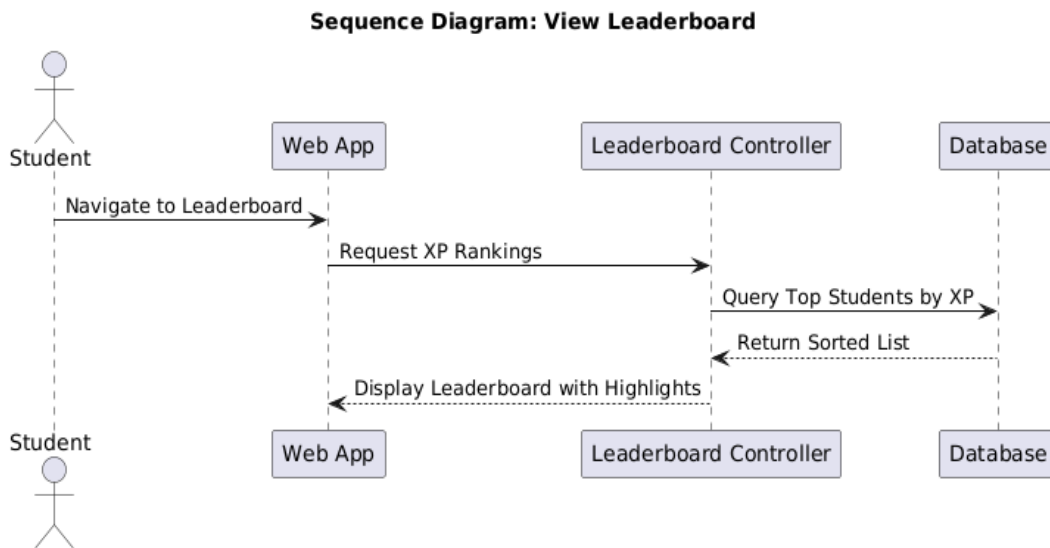 Sequence Diagram: View Leaderboard
Student
Web App
Leaderboard Controller
Database
Navigate to Leaderboard
Request XP Rankings
Query Top Students by XP
Return Sorted List
Display Leaderboard with Highlights
Student
Web App
Leaderboard Controller
Database